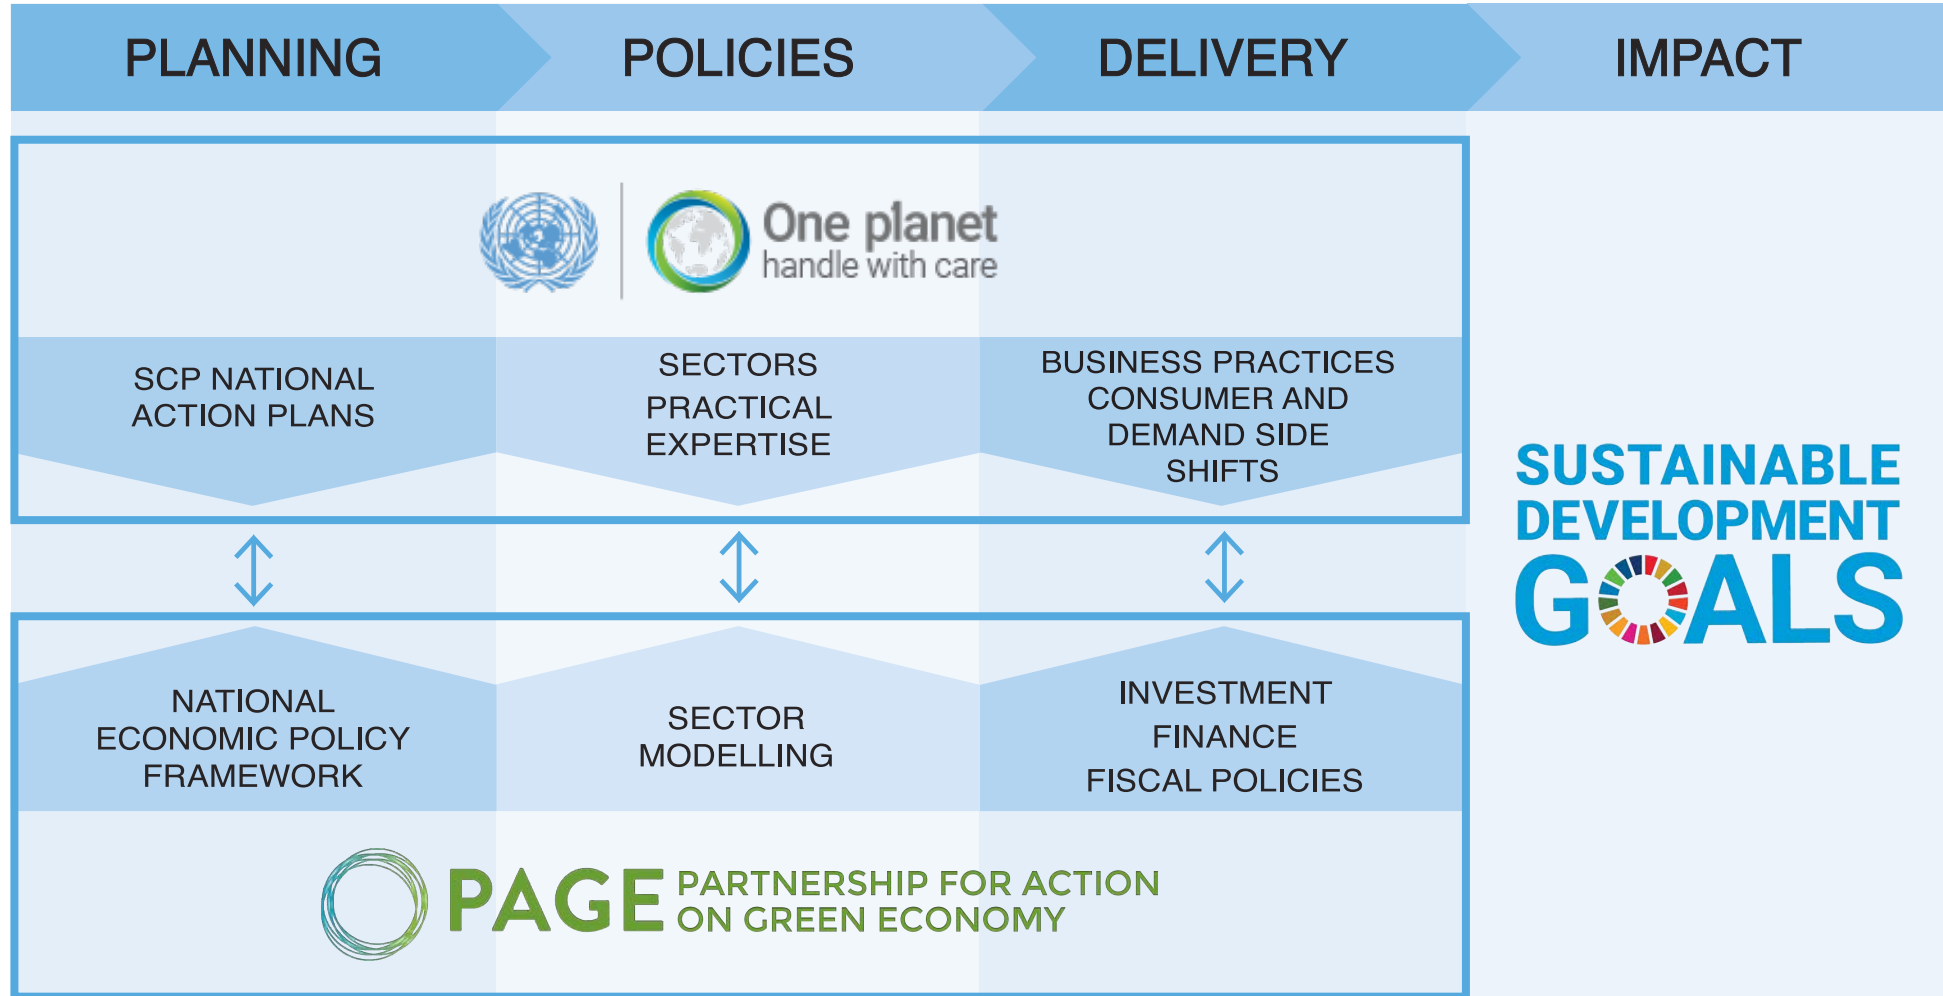 PLANNING
POLICIES
DELIVERY
IMPACT
One planet
handle with care
SCP NATIONAL
ACTION PLANS
SECTORS
PRACTICAL
EXPERTISE
BUSINESS PRACTICES
CONSUMER AND
DEMAND SIDE
SHIFTS
SUSTAINABLE
DEVELOPMENT
GOALS
NATIONAL
ECONOMIC POLICY
FRAMEWORK
SECTOR
MODELLING
INVESTMENT
FINANCE
FISCAL POLICIES
PAGE
PARTNERSHIP FOR ACTION
ON GREEN ECONOMY